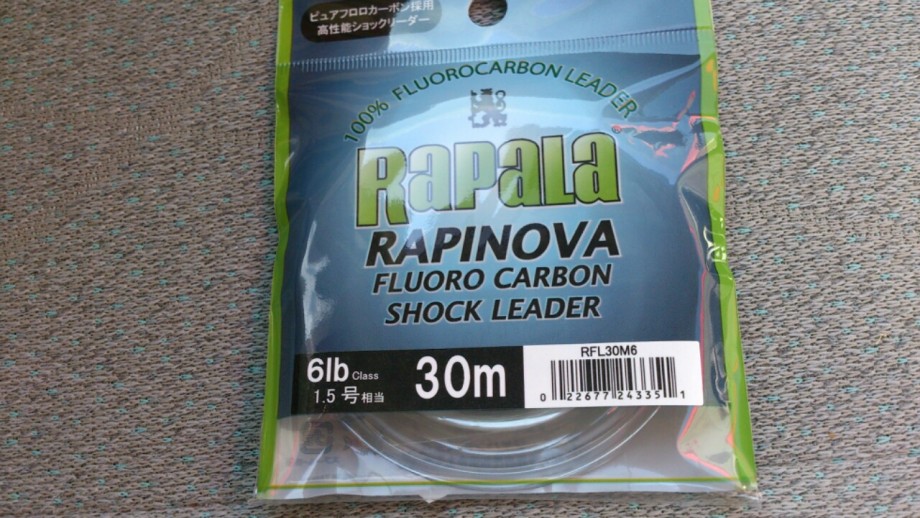 ピュアフロロカーボン採用
高性能ショックリーダー
100% FLUOROCARBON LEADER
RAPALA
RAPINOVA
FLUORO CARBON
SHOCK LEADER
6lb Class
1.5号相当
30m
RFL30M6
0 22677 24335 1